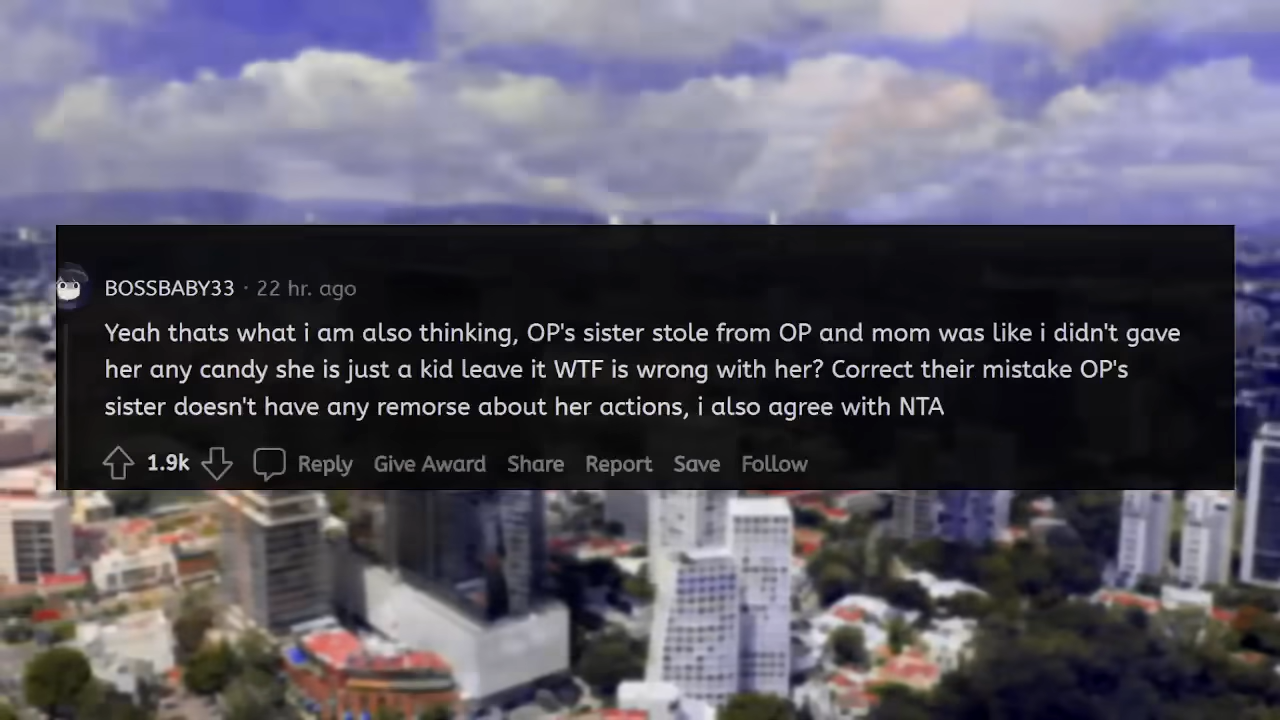 BOSSBABY33 · 22 hr. ago
Yeah thats what i am also thinking, OP's sister stole from OP and mom was like i didn't gave
her any candy she is just a kid leave it WTF is wrong with her? Correct their mistake OP's
sister doesn't have any remorse about her actions, i also agree with NTA
1.9k Reply Give Award Share Report Save Follow